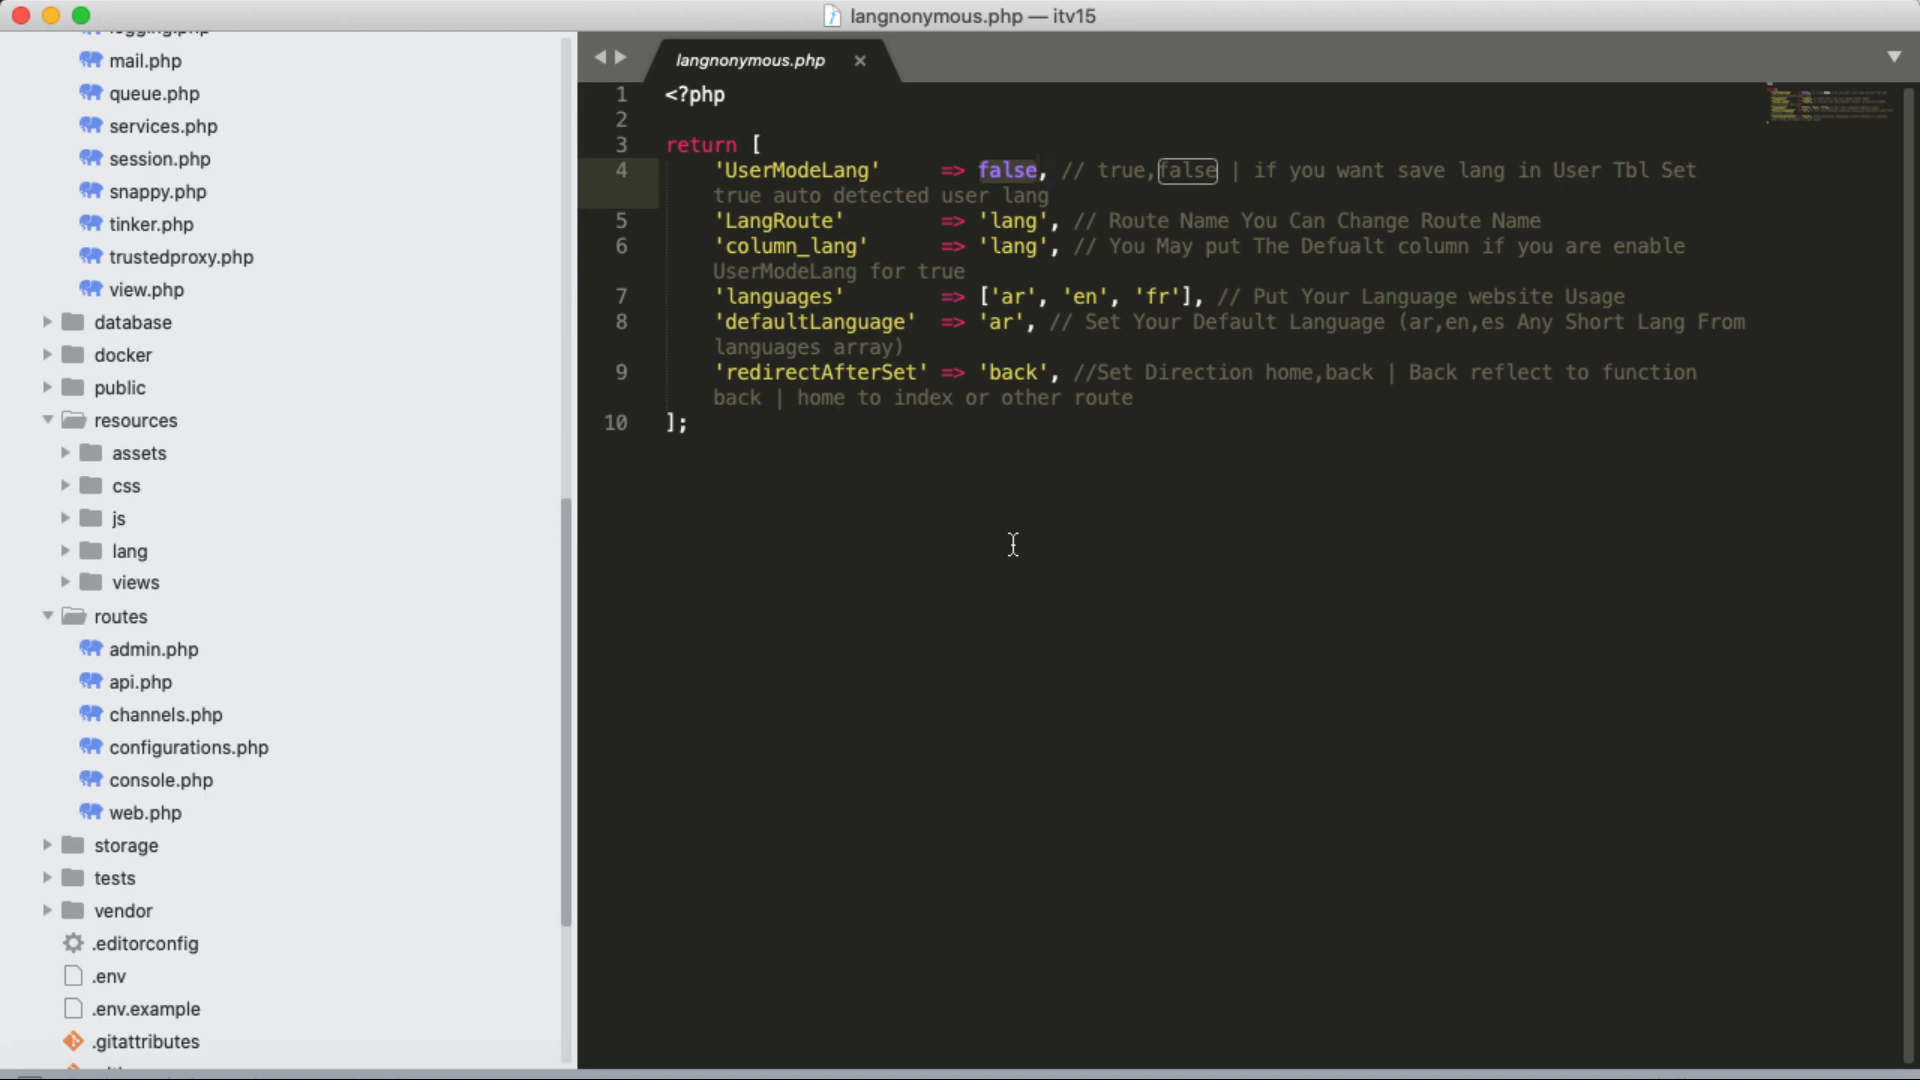 langnonymous.php — itv15
mail.php
queue.php
services.php
session.php
snappy.php
tinker.php
trustedproxy.php
view.php
database
docker
public
resources
assets
css
js
lang
views
routes
admin.php
api.php
channels.php
configurations.php
console.php
web.php
storage
tests
vendor
.editorconfig
.env
.env.example
.gitattributes
langnonymous.php ×
1 <?php
2
3 return [
4 'UserModeLang' => false, // true,false | if you want save lang in User Tbl Set
true auto detected user lang
5 'LangRoute' => 'lang', // Route Name You Can Change Route Name
6 'column_lang' => 'lang', // You May put The Defualt column if you are enable
UserModeLang for true
7 'languages' => ['ar', 'en', 'fr'], // Put Your Language website Usage
8 'defaultLanguage' => 'ar', // Set Your Default Language (ar,en,es Any Short Lang From
languages array)
9 'redirectAfterSet' => 'back', //Set Direction home,back | Back reflect to function
back | home to index or other route
10 ];